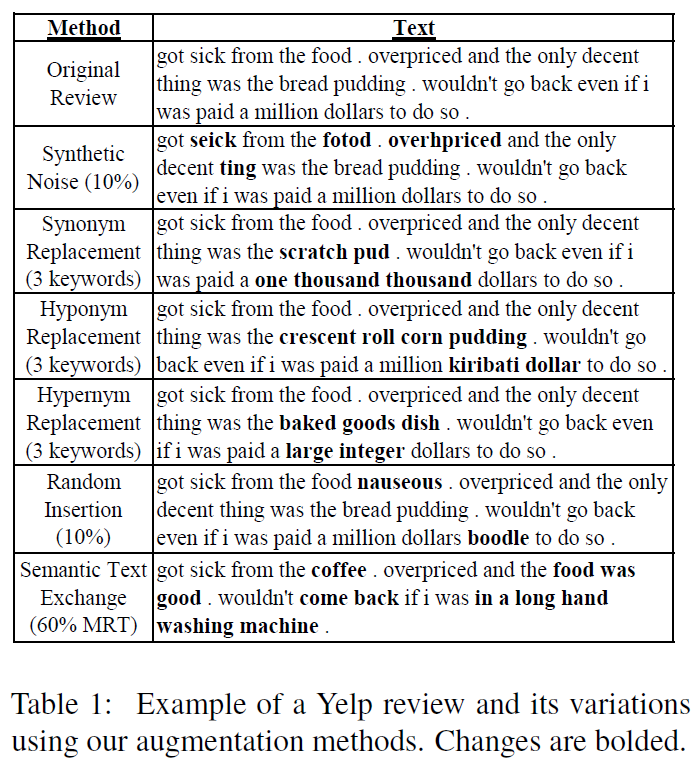 Method Text
Original Review
got sick from the food . overpriced and the only decent
thing was the bread pudding . wouldn't go back even if i
was paid a million dollars to do so .
Synthetic
Noise (10%)
got seick from the fotod . overhpriced and the only
decent ting was the bread pudding . wouldn't go back
even if i was paid a million dollars to do so .
Synonym
Replacement
(3 keywords)
got sick from the food . overpriced and the only decent
thing was the scratch pud . wouldn't go back even if i
was paid a one thousand thousand dollars to do so .
Hyponym
Replacement
(3 keywords)
got sick from the food . overpriced and the only decent
thing was the crescent roll corn pudding . wouldn't go
back even if i was paid a million kiribati dollar to do so .
Hypernym
Replacement
(3 keywords)
got sick from the food . overpriced and the only decent
thing was the baked goods dish . wouldn't go back even
if i was paid a large integer dollars to do so .
Random
Insertion
(10%)
got sick from the food nauseous . overpriced and the only
decent thing was the bread pudding . wouldn't go back
even if i was paid a million dollars boodle to do so .
Semantic Text
Exchange
(60% MRT)
got sick from the coffee . overpriced and the food was
good . wouldn't come back if i was in a long hand
washing machine .
Table 1: Example of a Yelp review and its variations
using our augmentation methods. Changes are bolded.